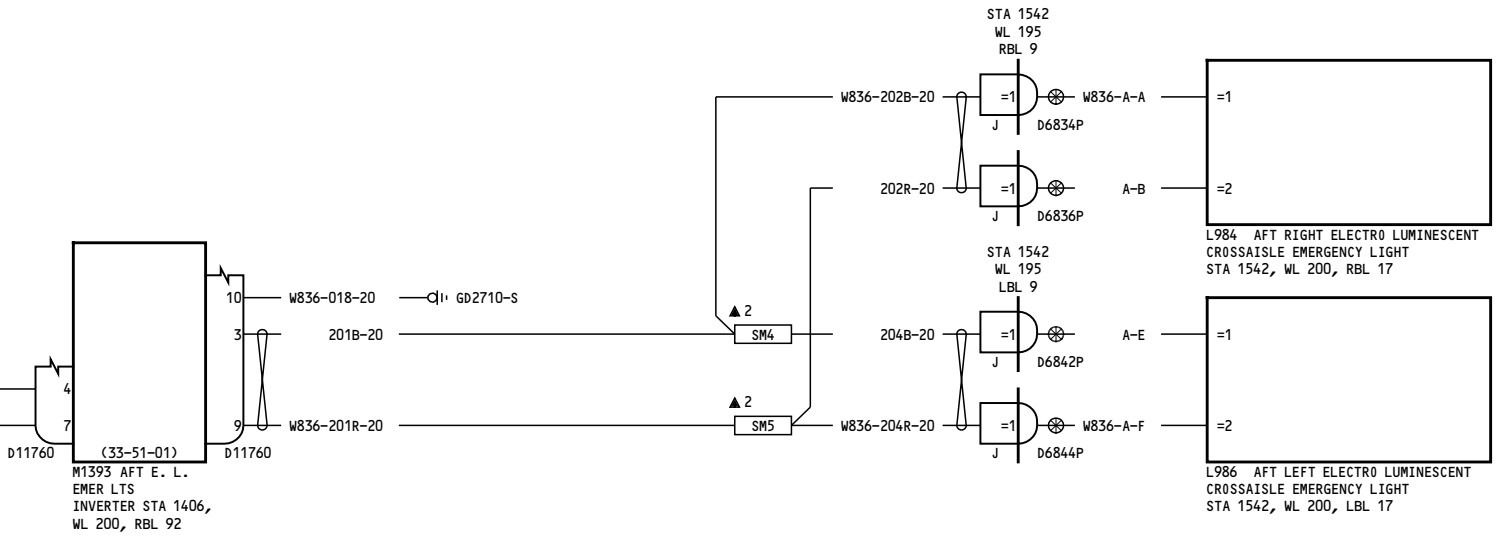 STA 1542
WL 195
RBL 9
W836-202B-20 =1 W836-A-A =1
J D6834P
202R-20 =1 A-B =2
J D6836P
L984 AFT RIGHT ELECTRO LUMINESCENT
CROSSAISLE EMERGENCY LIGHT
STA 1542, WL 200, RBL 17
STA 1542
WL 195
LBL 9
10 W836-018-20 GD2710-S
2
3 201B-20 SM4 204B-20 =1 A-E =1
J D6842P
4
2
7 9 W836-201R-20 SM5 W836-204R-20 =1 W836-A-F =2
J D6844P
D11760 (33-51-01) D11760
M1393 AFT E. L.
EMER LTS
INVERTER STA 1406,
WL 200, RBL 92
L986 AFT LEFT ELECTRO LUMINESCENT
CROSSAISLE EMERGENCY LIGHT
STA 1542, WL 200, LBL 17